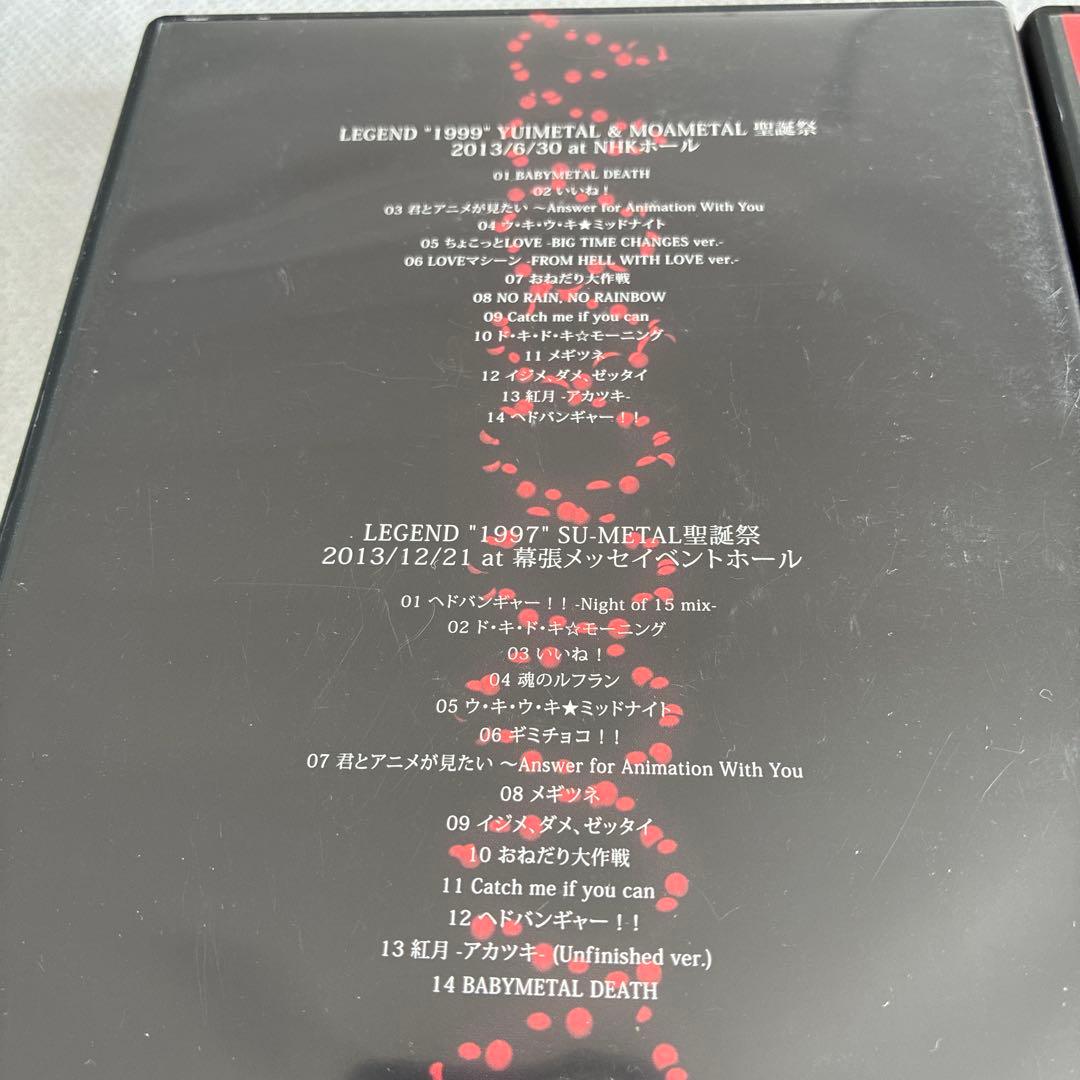 LEGEND "1999" YUIMETAL & MOAMETAL 聖誕祭
2013/6/30 at NHKホール
01 BABYMETAL DEATH
02 いいね！
03 君とアニメが見たい ～Answer for Animation With You
04 ウ・キ・ウ・キ★ミッドナイト
05 ちょこっとLOVE -BIG TIME CHANGES ver.-
06 LOVEマシーン -FROM HELL WITH LOVE ver.-
07 おねだり大作戦
08 NO RAIN, NO RAINBOW
09 Catch me if you can
10 ド・キ・ド・キ☆モーニング
11 メギツネ
12 イジメ、ダメ、ゼッタイ
13 紅月 -アカツキ-
14 ヘドバンギャー！！
LEGEND "1997" SU-METAL聖誕祭
2013/12/21 at 幕張メッセイベントホール
01 ヘドバンギャー！！ -Night of 15 mix-
02 ド・キ・ド・キ☆モーニング
03 いいね！
04 魂のルフラン
05 ウ・キ・ウ・キ★ミッドナイト
06 ギミチョコ！！
07 君とアニメが見たい ～Answer for Animation With You
08 メギツネ
09 イジメ、ダメ、ゼッタイ
10 おねだり大作戦
11 Catch me if you can
12 ヘドバンギャー！！
13 紅月 -アカツキ- (Unfinished ver.)
14 BABYMETAL DEATH